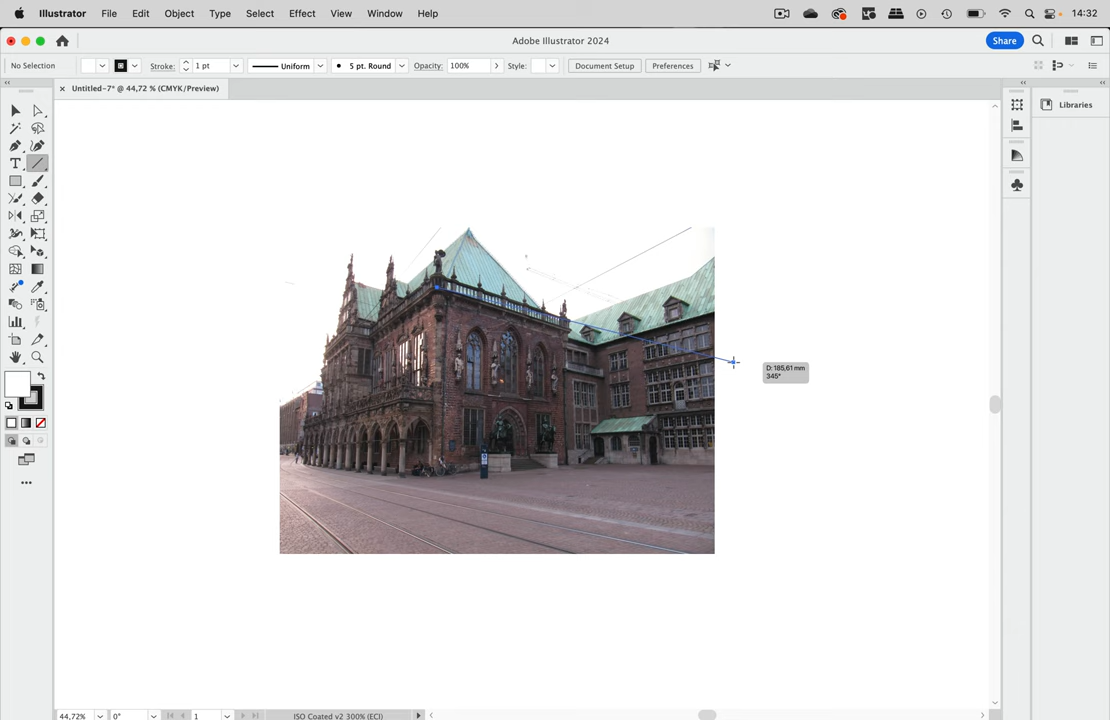 Illustrator File Edit Object Type Select Effect View Window Help 14:32
Adobe Illustrator 2024 Share
No Selection Stroke: 1 pt Uniform 5 pt. Round Opacity: 100% Style: Document Setup Preferences
Untitled-7* @ 44,72 % (CMYK/Preview)
Libraries
D: 185,61 mm
345°
44,72% 0° 1 ISO Coated v2 300% (ECI)